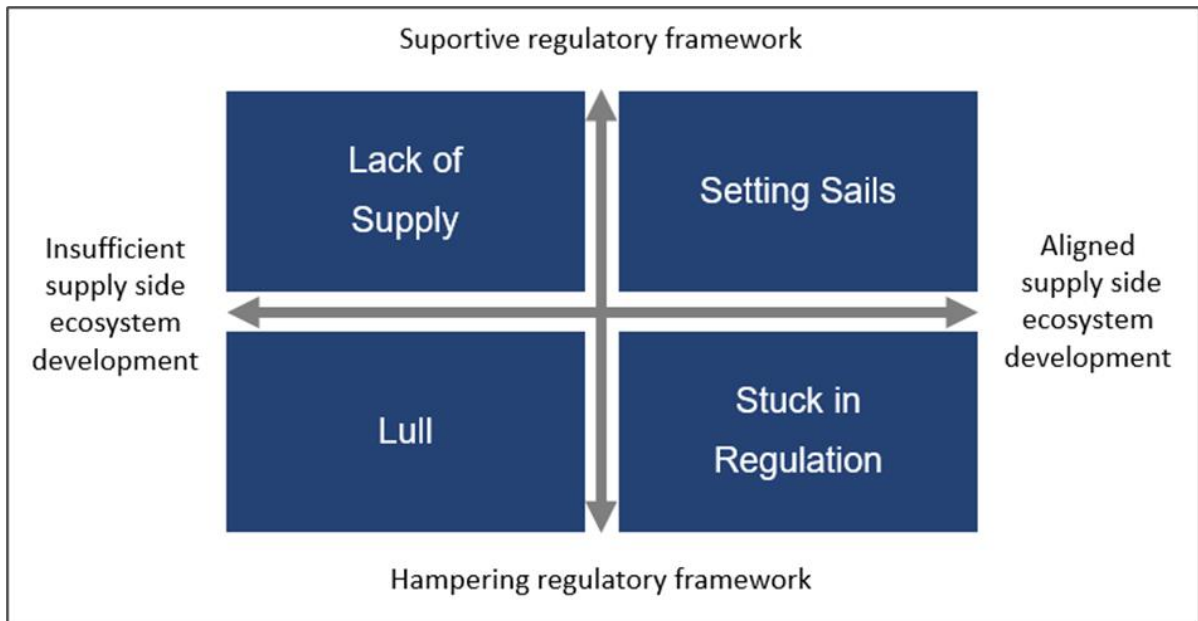 Suportive regulatory framework
Lack of
Supply
Setting Sails
Insufficient
supply side
ecosystem
development
Aligned
supply side
ecosystem
development
Lull
Stuck in
Regulation
Hampering regulatory framework